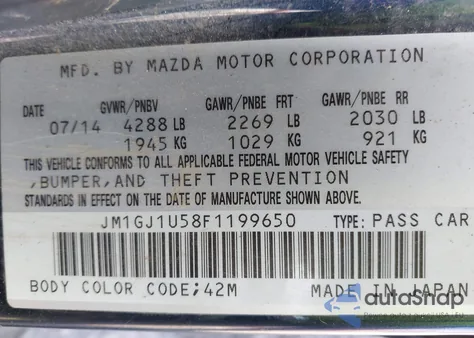 MFD. BY MAZDA MOTOR CORPORATION
DATE GVWR/PNBV GAWR/PNBE FRT GAWR/PNBE RR
07/14 4288 LB 2269 LB 2030 LB
1945 KG 1029 KG 921 KG
THIS VEHICLE CONFORMS TO ALL APPLICABLE FEDERAL MOTOR VEHICLE SAFETY
,BUMPER,AND THEFT PREVENTION
STANDARDS IN EFFECT ON THE DATE OF MANUFACTURE SHOWN ABOVE.
JM1GJ1U58F1199650 TYPE: PASS CAR
BODY COLOR CODE;42M MADE IN JAPAN
autoSnap